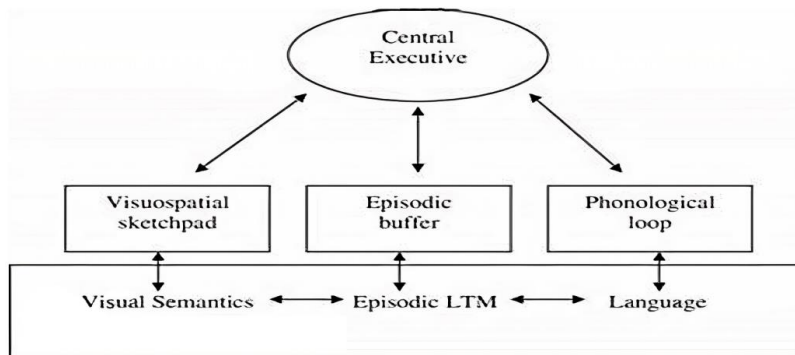 Central
Executive
Visuospatial
sketchpad
Episodic
buffer
Phonological
loop
Visual Semantics
Episodic LTM
Language